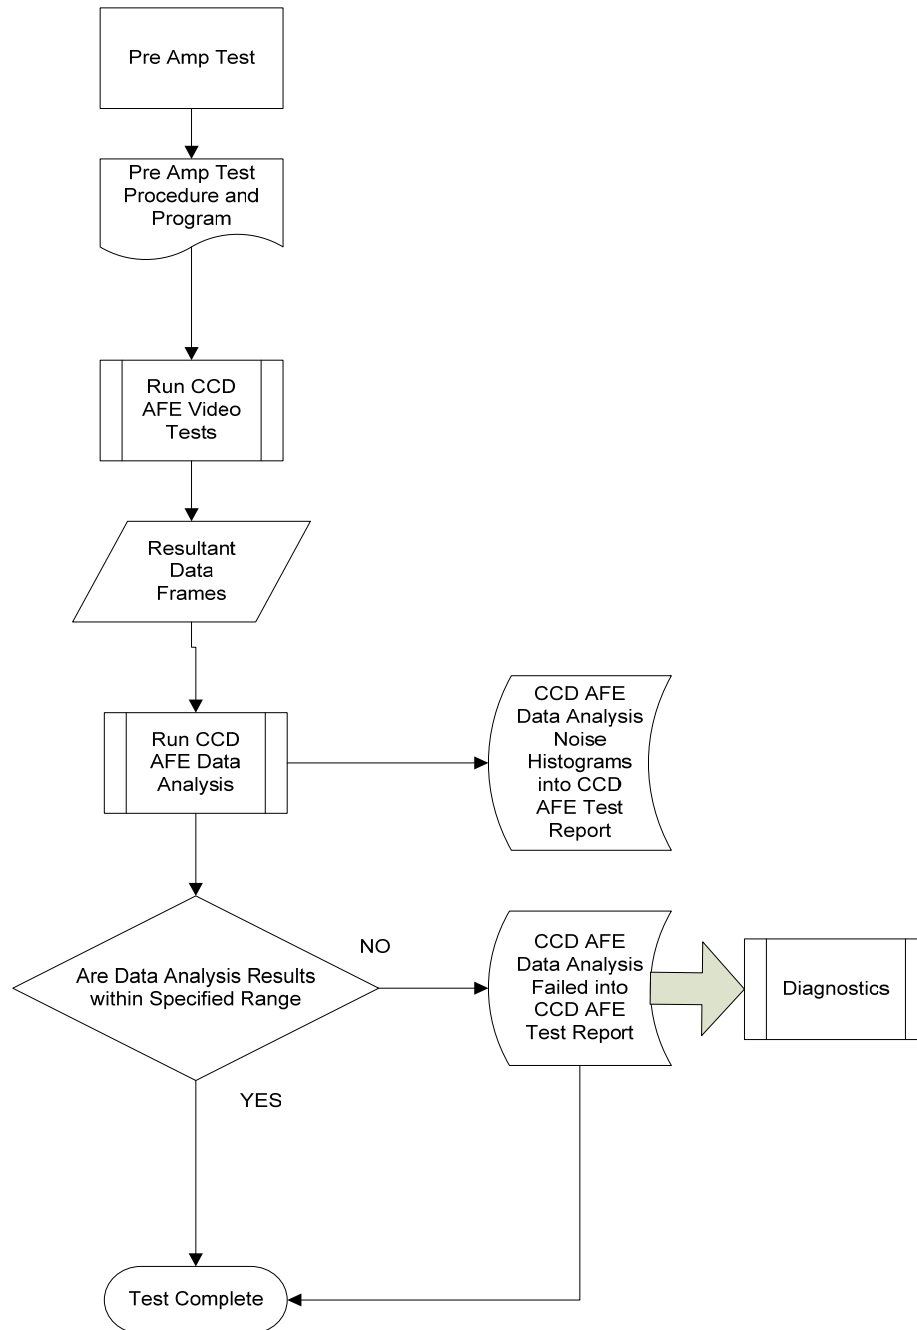 Pre Amp Test
Pre Amp Test
Procedure and
Program
Run CCD
AFE Video
Tests
Resultant
Data
Frames
Run CCD
AFE Data
Analysis
CCD AFE
Data Analysis
Noise
Histograms
into CCD
AFE Test
Report
Are Data Analysis Results
within Specified Range
NO
YES
CCD AFE
Data Analysis
Failed into
CCD AFE
Test Report
Diagnostics
Test Complete